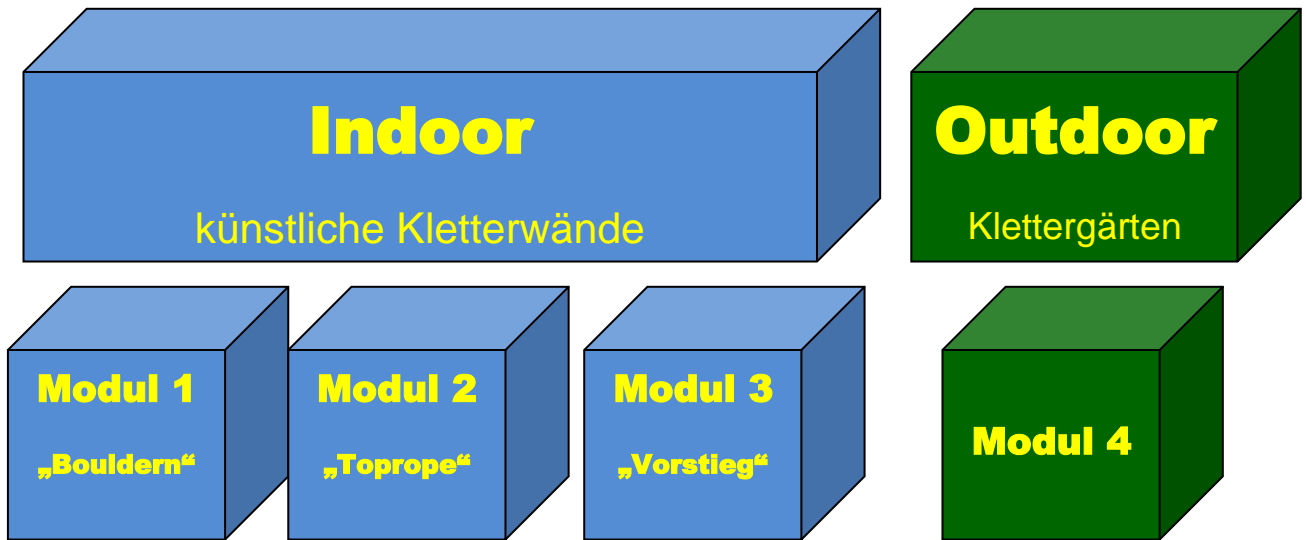 Indoor
künstliche Kletterwände
Outdoor
Klettergärten
Modul 1
„Bouldern“
Modul 2
„Toprope“
Modul 3
„Vorstieg“
Modul 4